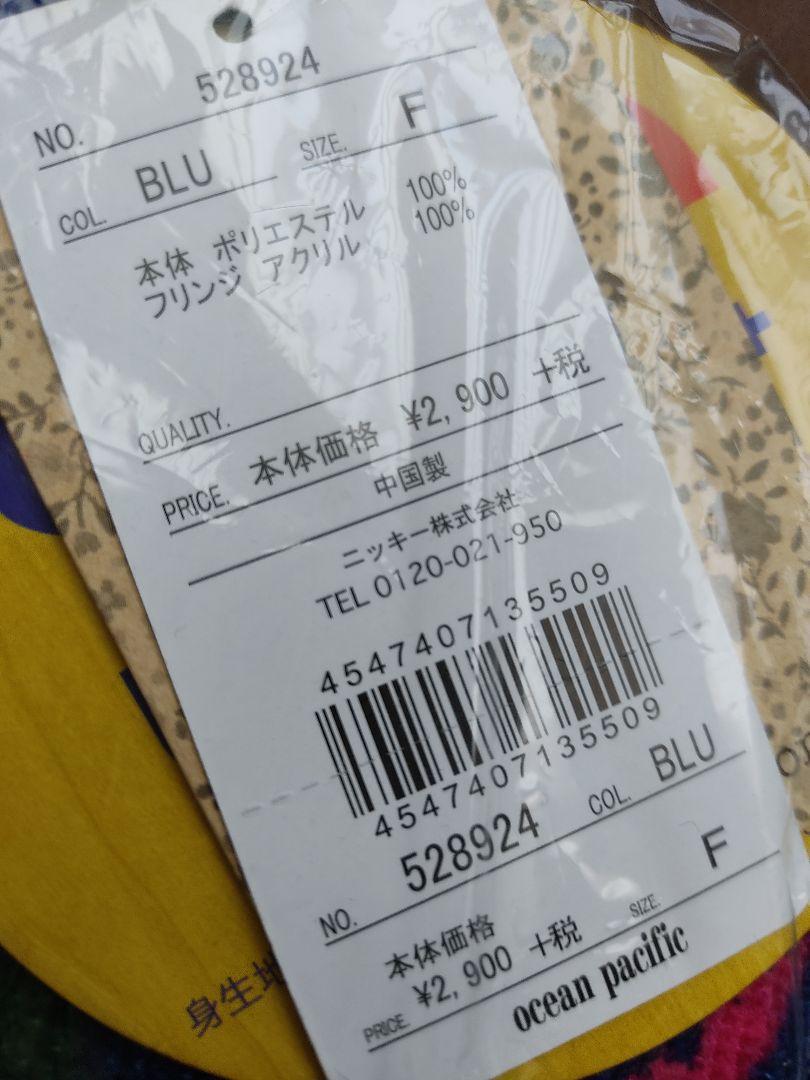 NO. 528924
COL. BLU SIZE. F
本体 ポリエステル 100%
フリンジ アクリル 100%
QUALITY.
PRICE. 本体価格 ¥2,900 +税
中国製
ニッキー株式会社
TEL 0120-021-950
4547407135509
4547407135509
NO. 528924 COL. BLU
本体価格 SIZE. F
PRICE. ¥2,900 +税
ocean pacific
身生地